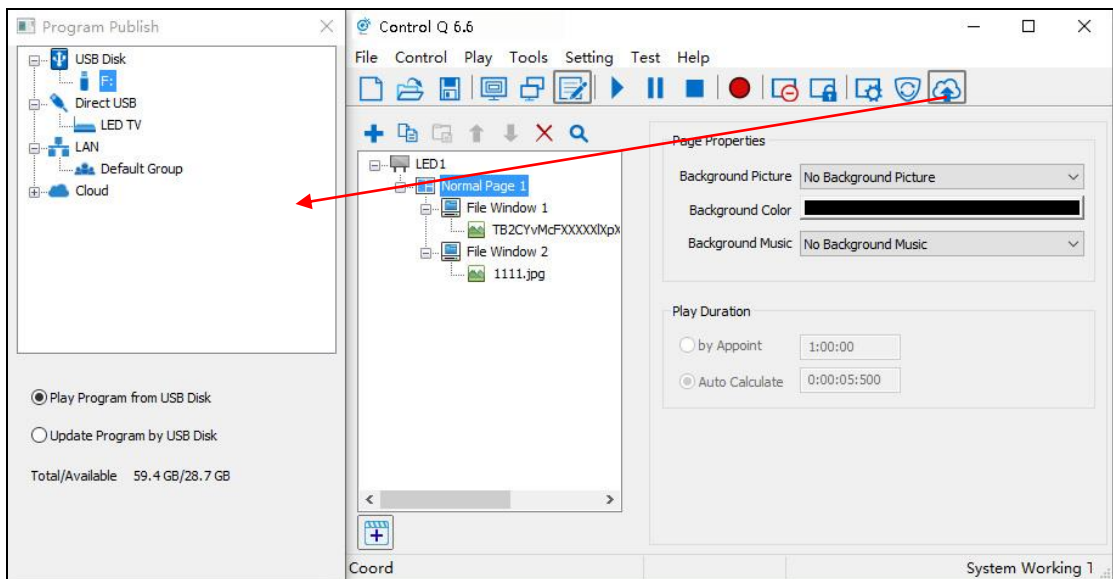 Program Publish
USB Disk
F:
Direct USB
LED TV
LAN
Default Group
Cloud
Play Program from USB Disk
Update Program by USB Disk
Total/Available 59.4 GB/28.7 GB
Control Q 6.6
File Control Play Tools Setting Test Help
LED1
Normal Page 1
File Window 1
TB2CYvMcFXXXXXlXpX
File Window 2
1111.jpg
Page Properties
Background Picture No Background Picture
Background Color
Background Music No Background Music
Play Duration
by Appoint 1:00:00
Auto Calculate 0:00:05:500
Coord
System Working 1